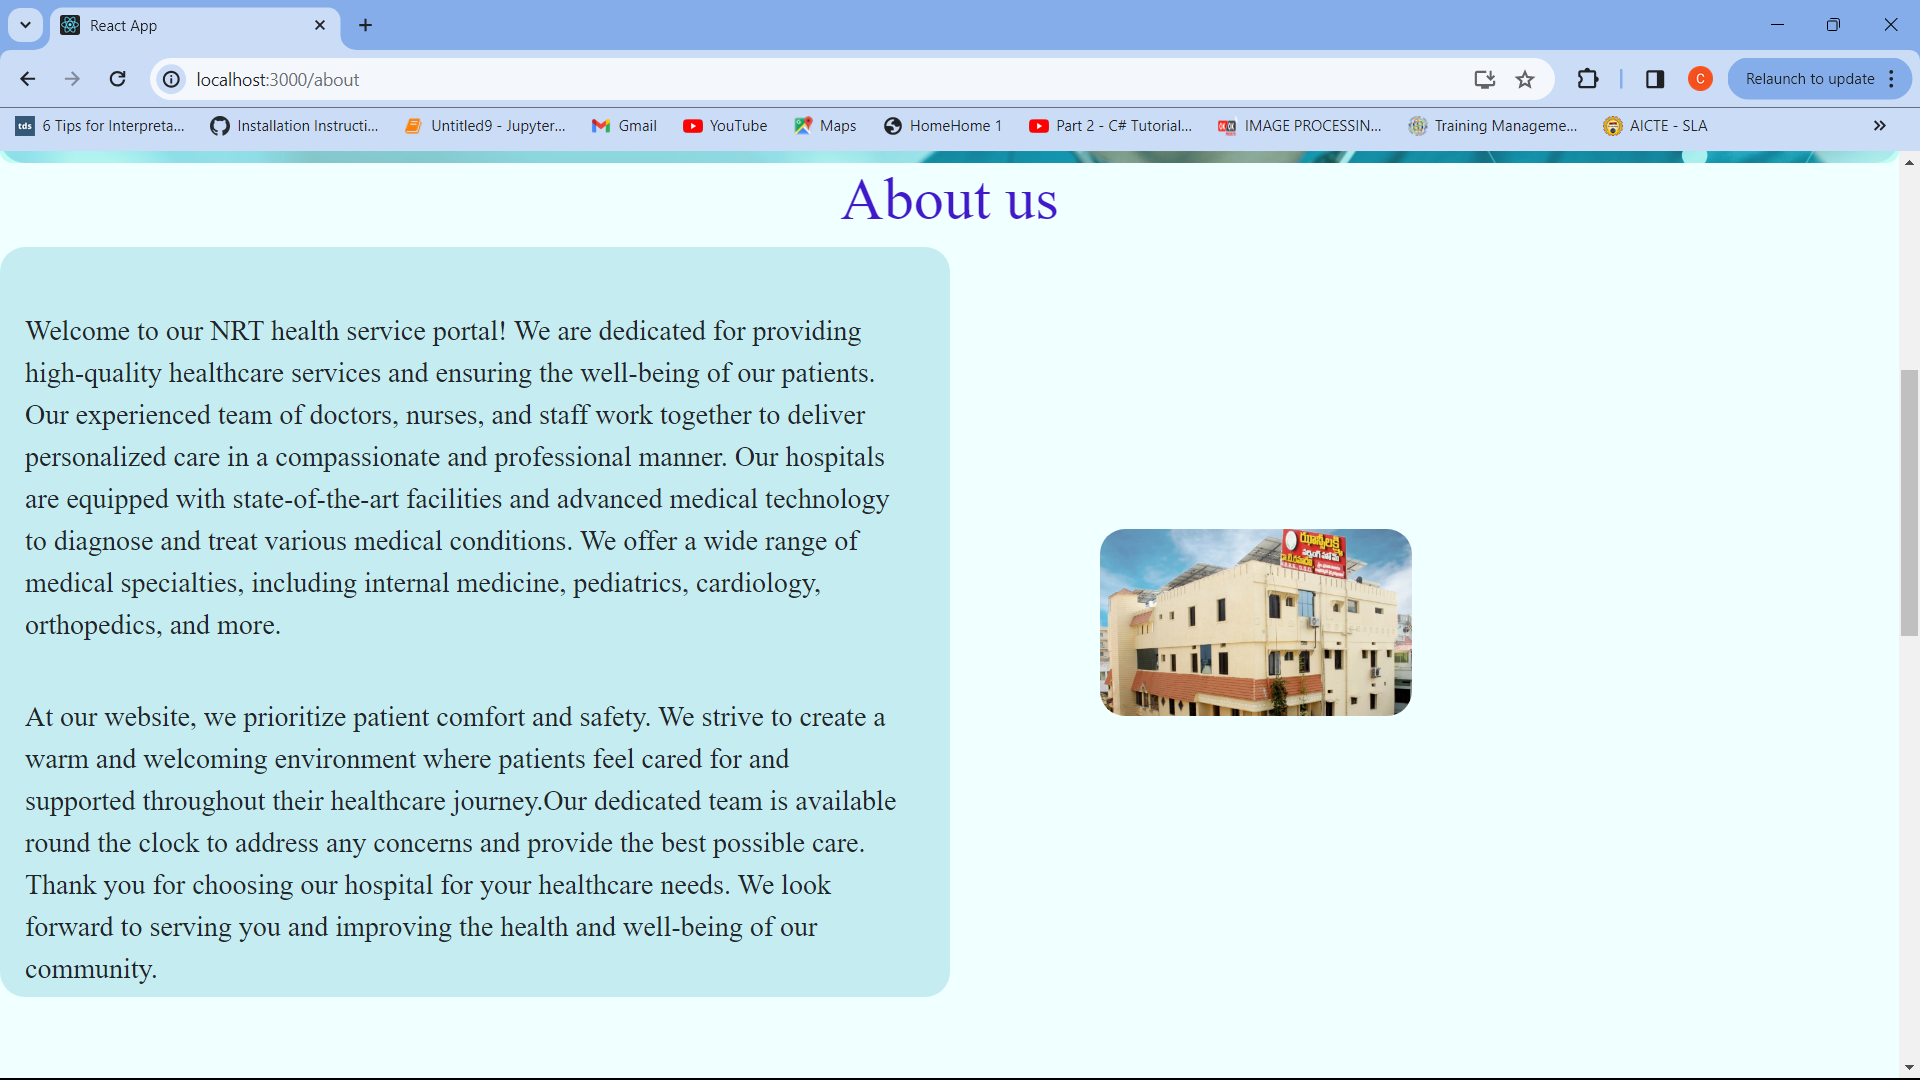 React App
localhost:3000/about
Relaunch to update
tds 6 Tips for Interpreta...
Installation Instructi...
Untitled9 - Jupyter...
Gmail
YouTube
Maps
HomeHome 1
Part 2 - C# Tutorial...
IMAGE PROCESSIN...
Training Manageme...
AICTE - SLA
C
About us
Welcome to our NRT health service portal! We are dedicated for providing
high-quality healthcare services and ensuring the well-being of our patients.
Our experienced team of doctors, nurses, and staff work together to deliver
personalized care in a compassionate and professional manner. Our hospitals
are equipped with state-of-the-art facilities and advanced medical technology
to diagnose and treat various medical conditions. We offer a wide range of
medical specialties, including internal medicine, pediatrics, cardiology,
orthopedics, and more.
At our website, we prioritize patient comfort and safety. We strive to create a
warm and welcoming environment where patients feel cared for and
supported throughout their healthcare journey.Our dedicated team is available
round the clock to address any concerns and provide the best possible care.
Thank you for choosing our hospital for your healthcare needs. We look
forward to serving you and improving the health and well-being of our
community.